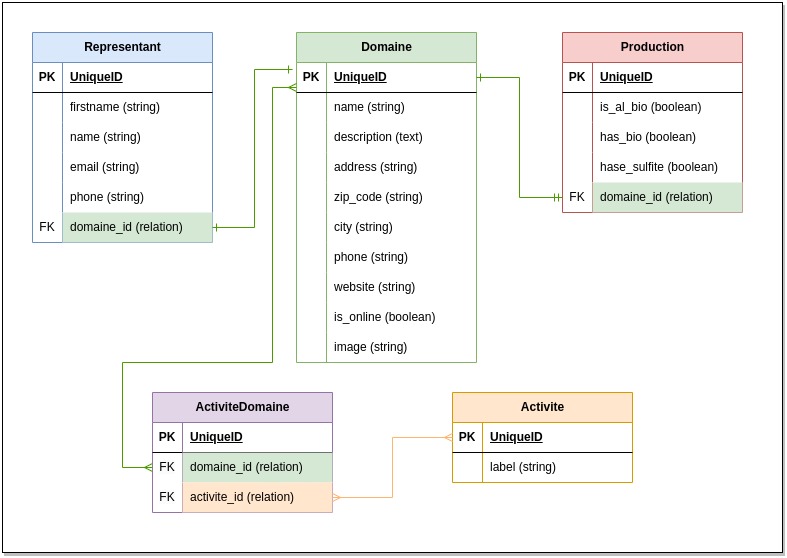 Representant
PK UniqueID
firstname (string)
name (string)
email (string)
phone (string)
FK domaine_id (relation)
Domaine
PK UniqueID
name (string)
description (text)
address (string)
zip_code (string)
city (string)
phone (string)
website (string)
is_online (boolean)
image (string)
Production
PK UniqueID
is_al_bio (boolean)
has_bio (boolean)
hase_sulfite (boolean)
FK domaine_id (relation)
ActiviteDomaine
PK UniqueID
FK domaine_id (relation)
FK activite_id (relation)
Activite
PK UniqueID
label (string)